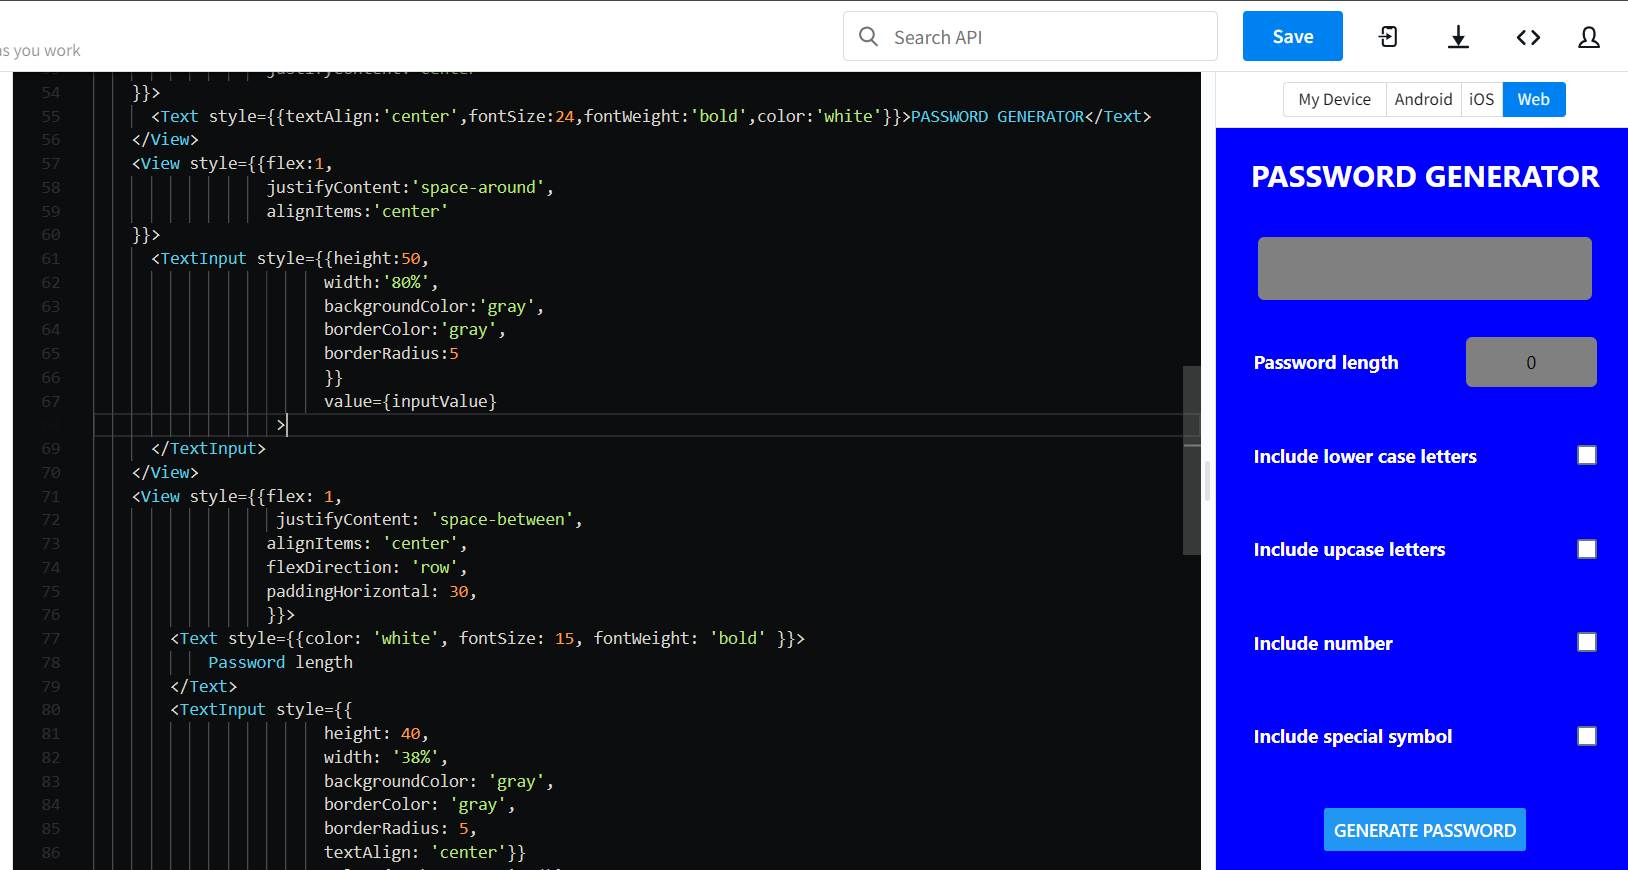 as you work
Search API
Save
My Device
Android
iOS
Web
54 }}>
55 <Text style={{textAlign:'center',fontSize:24,fontWeight:'bold',color:'white'}}>PASSWORD GENERATOR</Text>
56 </View>
57 <View style={{flex:1,
58 justifyContent:'space-around',
59 alignItems:'center'
60 }}>
61 <TextInput style={{height:50,
62 width:'80%',
63 backgroundColor:'gray',
64 borderColor:'gray',
65 borderRadius:5
66 }}
67 value={inputValue}
>
69 </TextInput>
70 </View>
71 <View style={{flex: 1,
72 justifyContent: 'space-between',
73 alignItems: 'center',
74 flexDirection: 'row',
75 paddingHorizontal: 30,
76 }}>
77 <Text style={{color: 'white', fontSize: 15, fontWeight: 'bold' }}>
78 Password length
79 </Text>
80 <TextInput style={{
81 height: 40,
82 width: '38%',
83 backgroundColor: 'gray',
84 borderColor: 'gray',
85 borderRadius: 5,
86 textAlign: 'center'}}
PASSWORD GENERATOR
Password length
0
Include lower case letters
Include upcase letters
Include number
Include special symbol
GENERATE PASSWORD